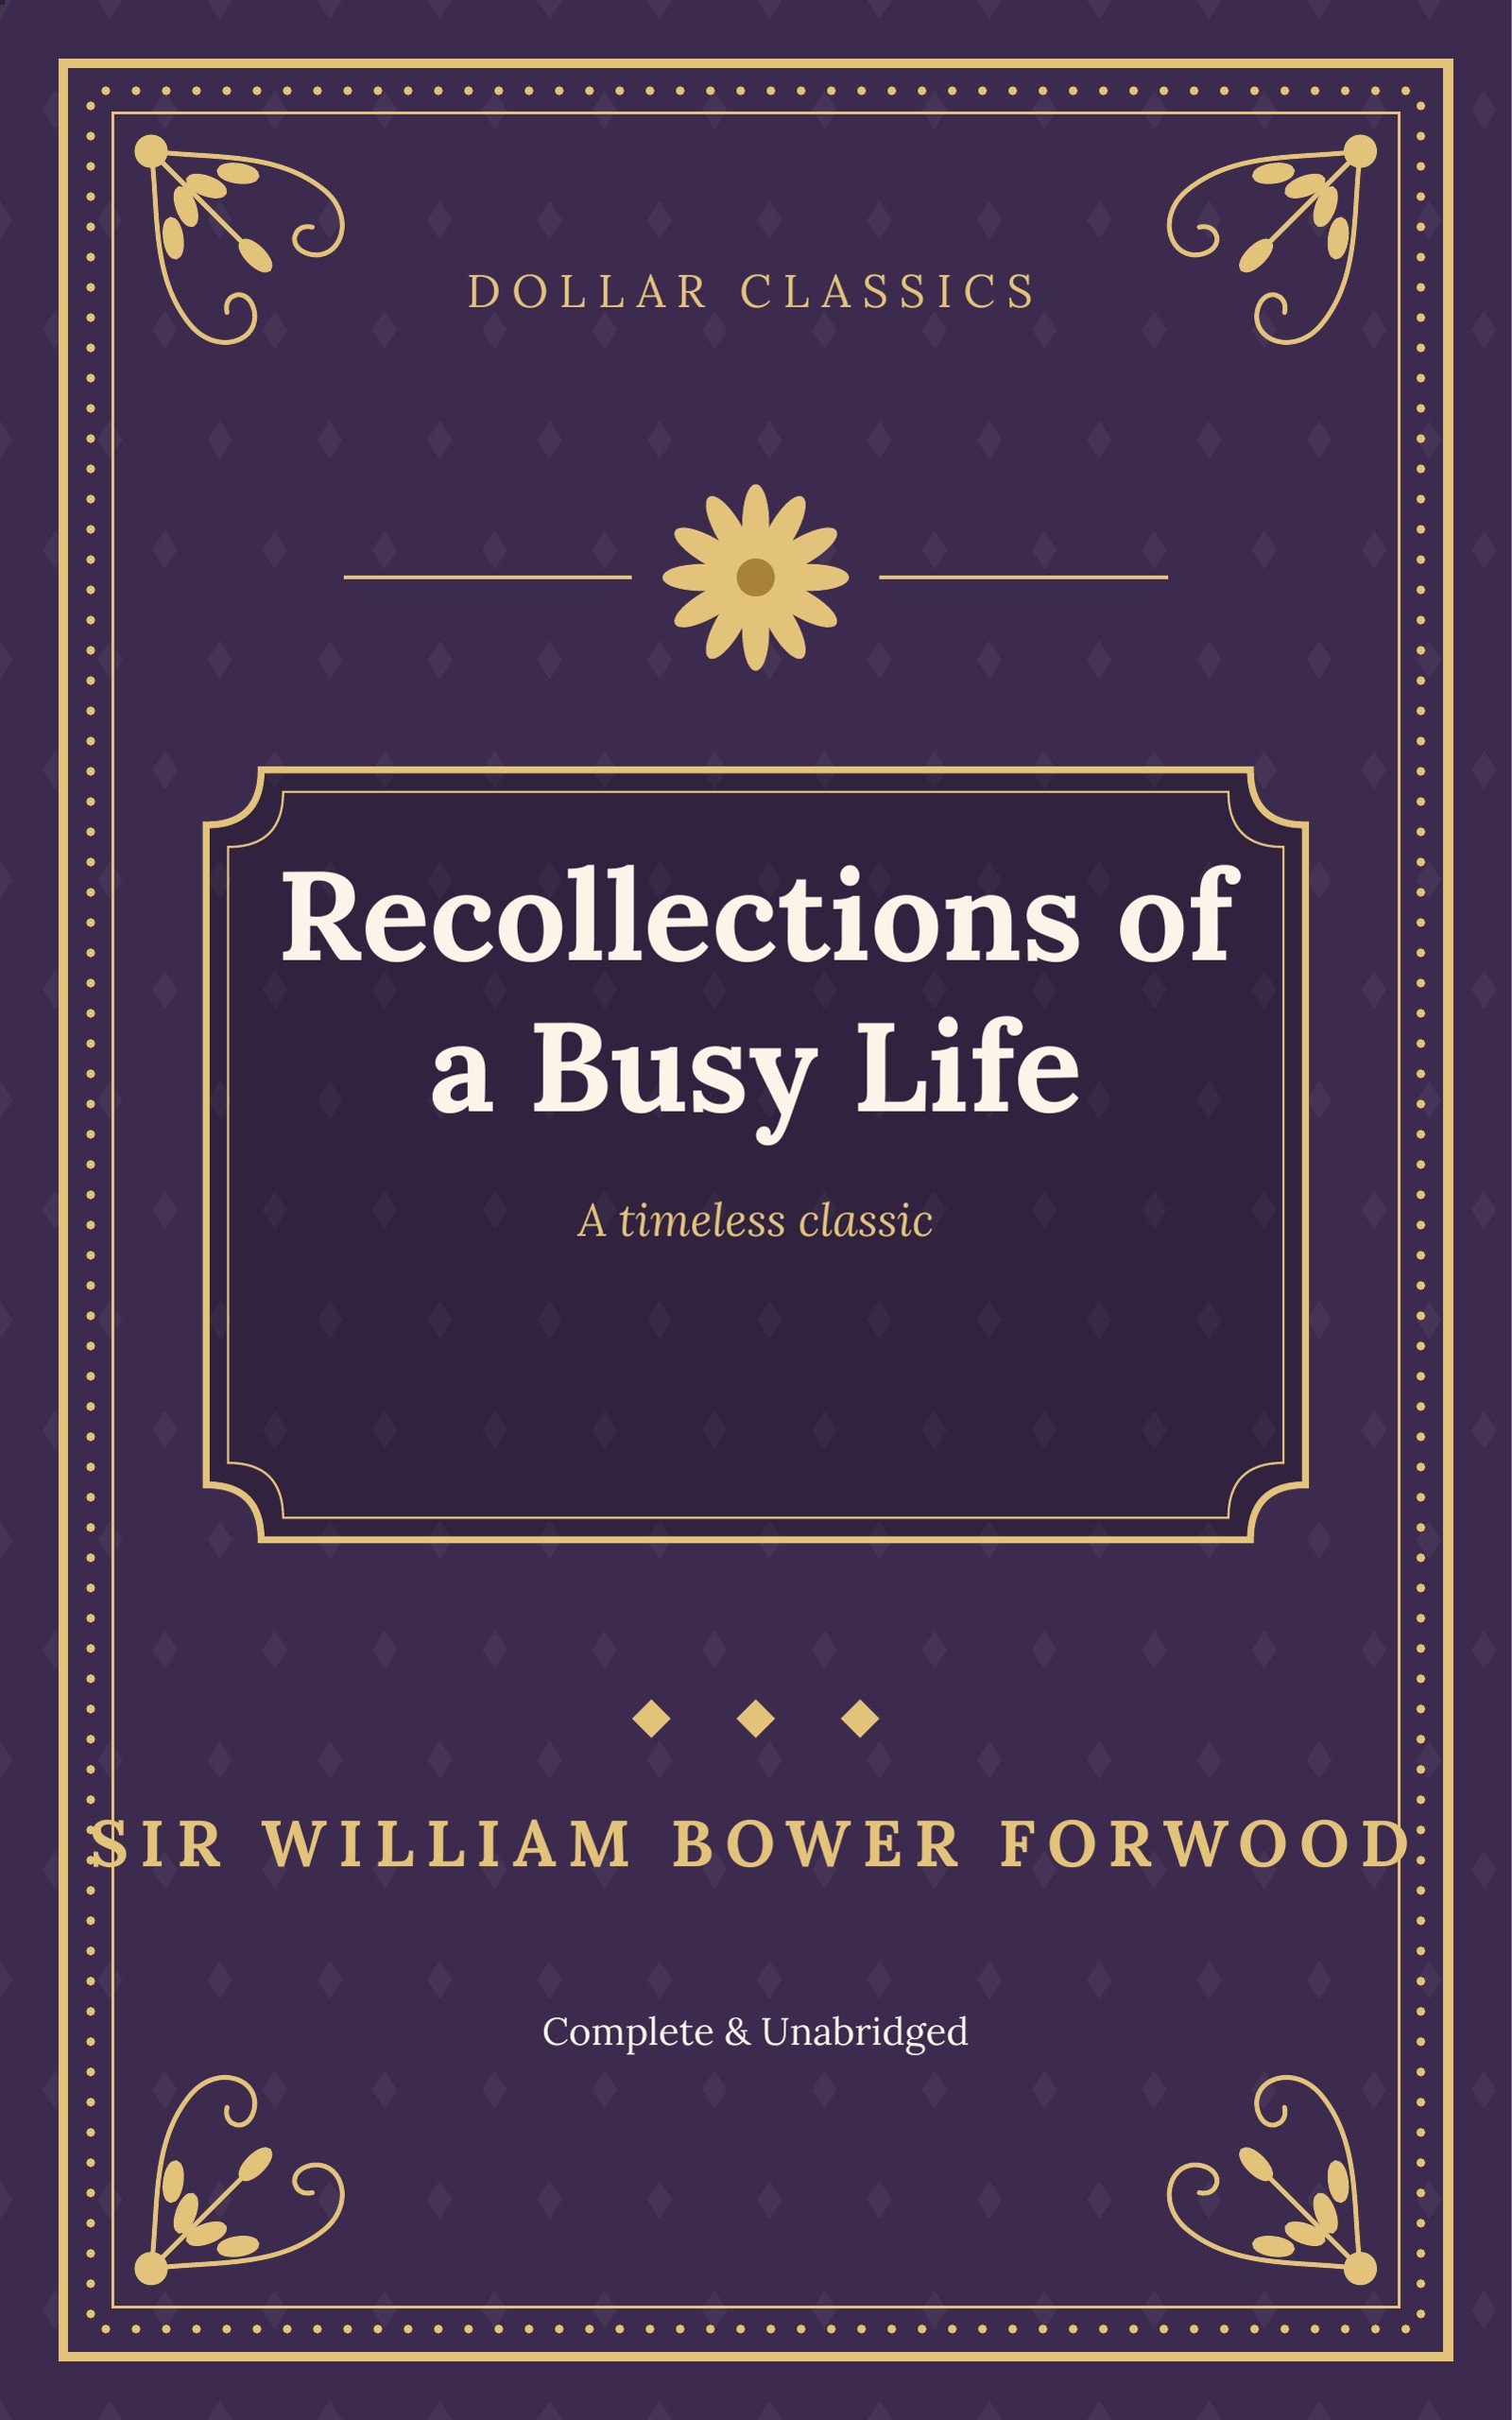 DOLLAR CLASSICS
Recollections of
a Busy Life
A timeless classic
SIR WILLIAM BOWER FORWOOD
Complete & Unabridged